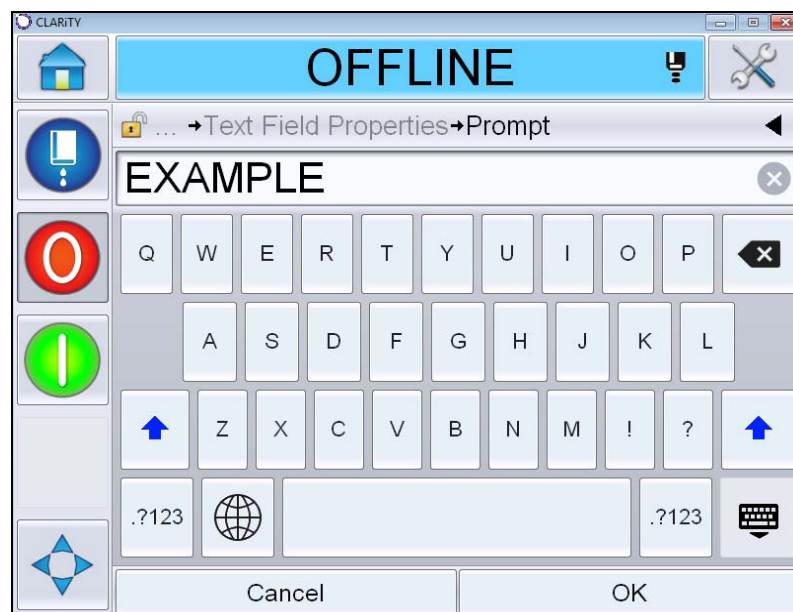 CLARiTY
OFFLINE
... →Text Field Properties→Prompt
EXAMPLE
Q W E R T Y U I O P
A S D F G H J K L
Z X C V B N M ! ?
.?123 .?123
Cancel OK